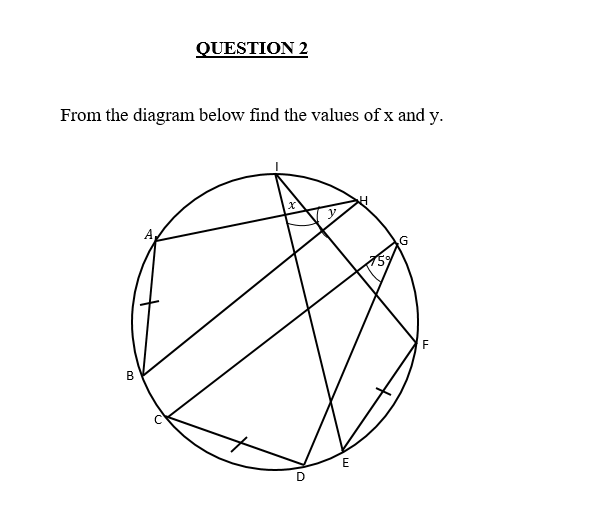 QUESTION 2
From the diagram below find the values of x and y.
I
x
y
H
A
G
75°
F
B
C
E
D